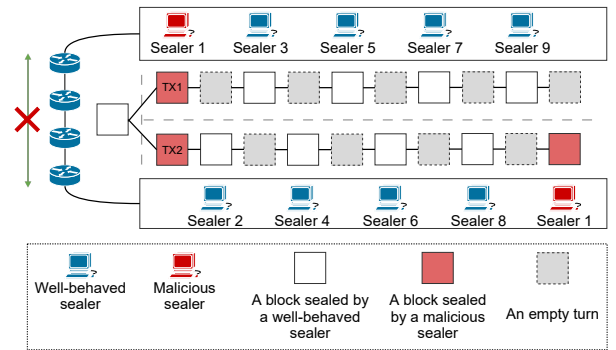 Sealer 1 Sealer 3 Sealer 5 Sealer 7 Sealer 9
TX1
TX2
Sealer 2 Sealer 4 Sealer 6 Sealer 8 Sealer 1
Well-behaved
sealer
Malicious
sealer
A block sealed by
a well-behaved
sealer
A block sealed
by a malicious
sealer
An empty turn